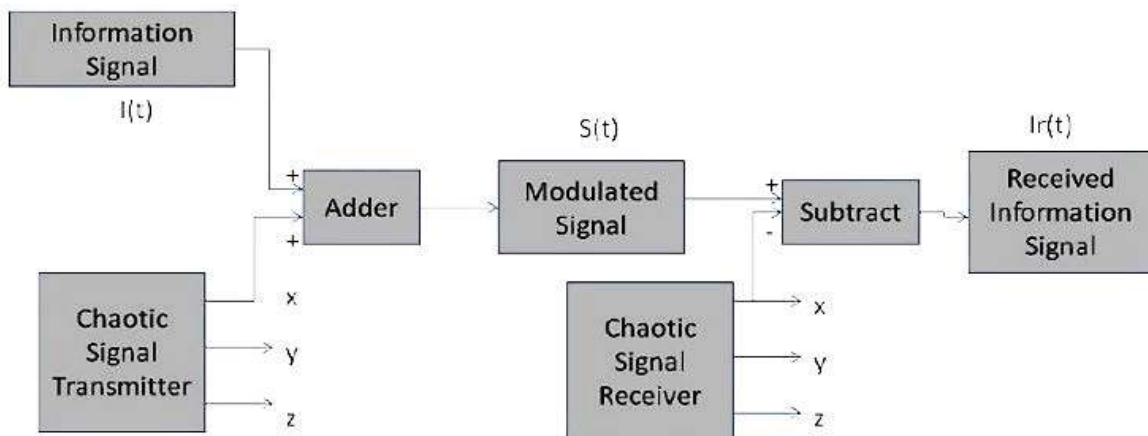 Information
Signal
I(t)
S(t)
Ir(t)
+
+
Adder
Modulated
Signal
+
-
Subtract
Received
Information
Signal
Chaotic
Signal
Transmitter
x
y
z
Chaotic
Signal
Receiver
x
y
z